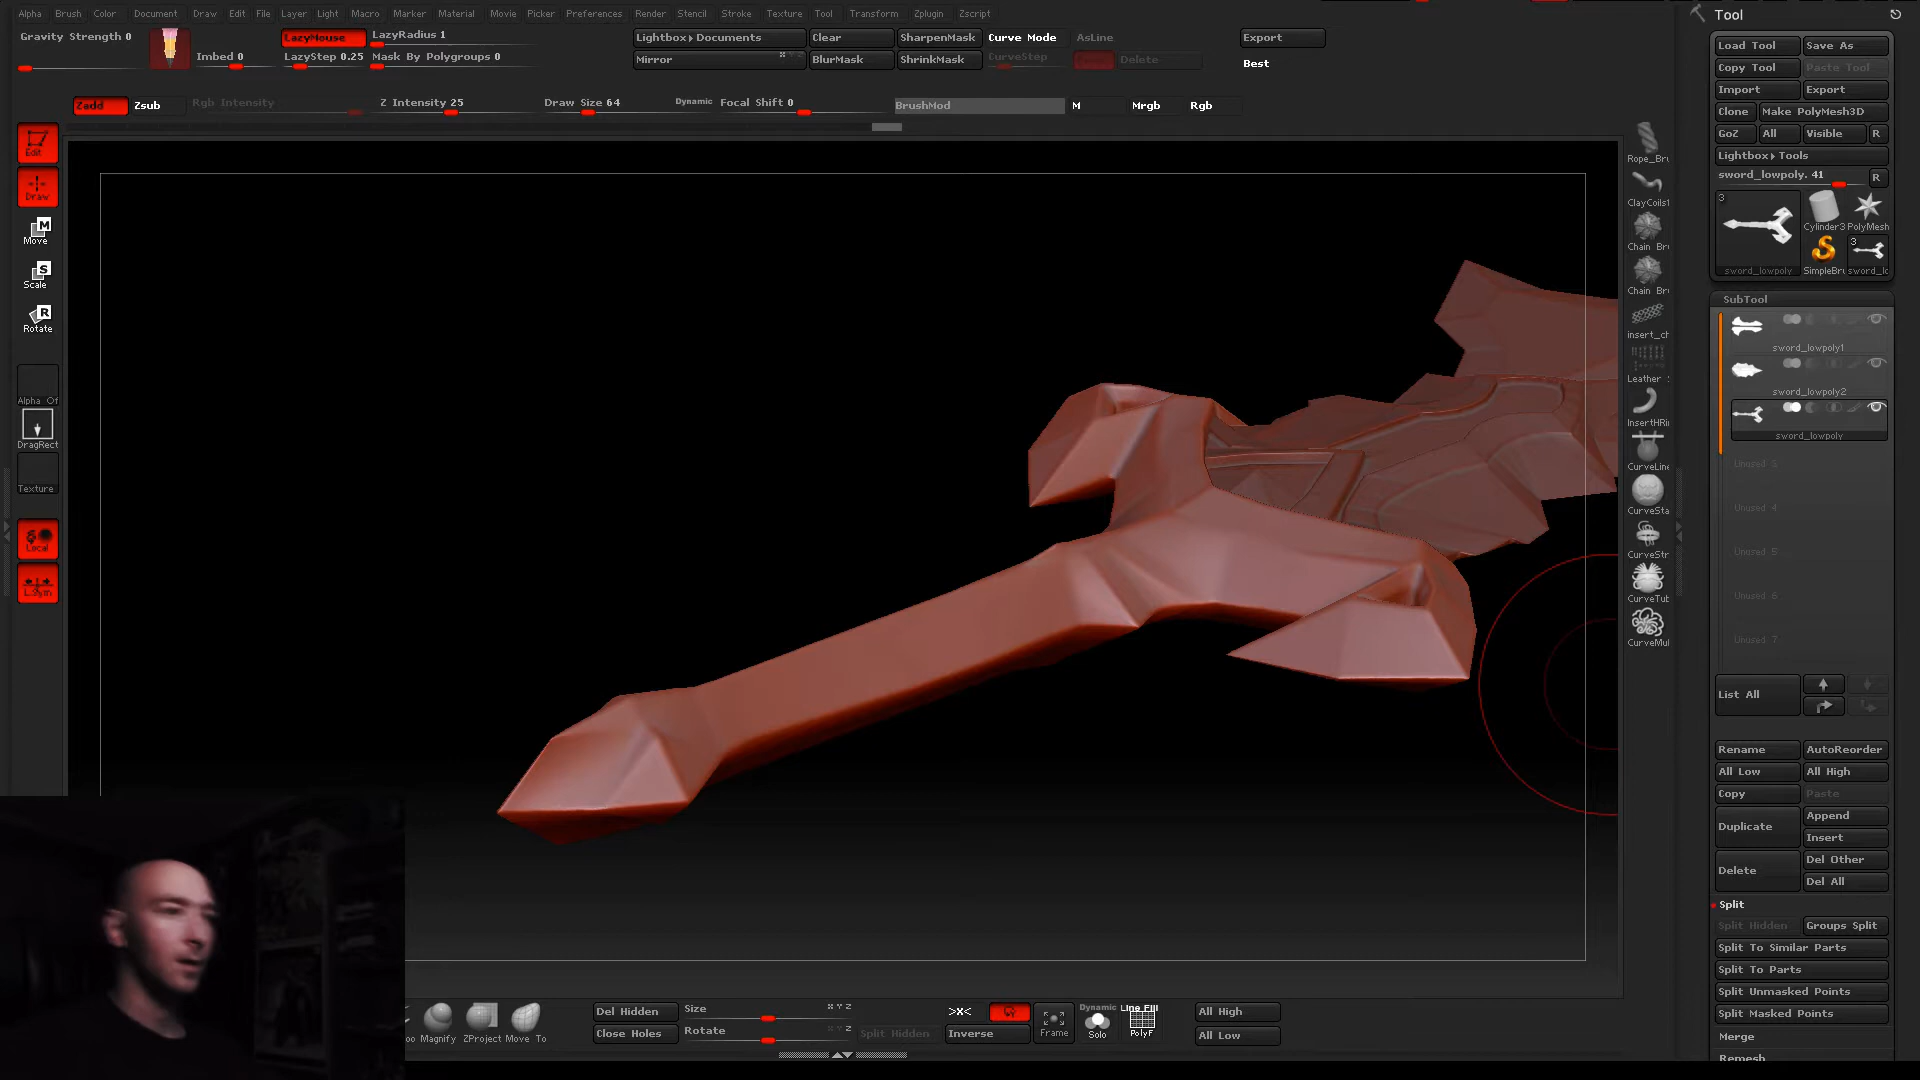 Alpha Brush Color Document Draw Edit File Layer Light Macro Marker Material Movie Picker Preferences Render Stencil Stroke Texture Tool Transform Zplugin Zscript
Tool
Gravity Strength 0
Imbed 0
LazyMouse
LazyRadius 1
LazyStep 0.25
Mask By Polygroups 0
Lightbox▸Documents
Clear
SharpenMask
Curve Mode
AsLine
Export
Mirror
BlurMask
ShrinkMask
CurveStep
Delete
Best
Zadd
Zsub
Rgb Intensity
Z Intensity 25
Draw Size 64
Dynamic
Focal Shift 0
BrushMod
M
Mrgb
Rgb
Edit
Draw
Move
Scale
Rotate
Alpha Of
DragRect
Texture
Local
L.Sym
Rope_Bru
ClayCoils1
Chain Br
Chain Br
insert_ch
Leather
InsertHRi
CurveLin
CurveSta
CurveStr
CurveTub
CurveMul
Load Tool
Save As
Copy Tool
Paste Tool
Import
Export
Clone
Make PolyMesh3D
GoZ
All
Visible
R
Lightbox▸Tools
sword_lowpoly. 41
R
3
Cylinder3
PolyMesh
3
sword_lowpoly
SimpleBru
sword_lo
SubTool
sword_lowpoly1
sword_lowpoly2
sword_lowpoly
Unused 3
Unused 4
Unused 5
Unused 6
Unused 7
List All
Rename
AutoReorder
All Low
All High
Copy
Paste
Duplicate
Append
Insert
Delete
Del Other
Del All
Split
Split Hidden
Groups Split
Split To Similar Parts
Split To Parts
Split Unmasked Points
Split Masked Points
Merge
Remesh
oo
Magnify
ZProject
Move To
Del Hidden
Close Holes
Size
X Y Z
Rotate
Split Hidden
>X<
Inverse
Frame
Dynamic
Solo
Line Fill
PolyF
All High
All Low